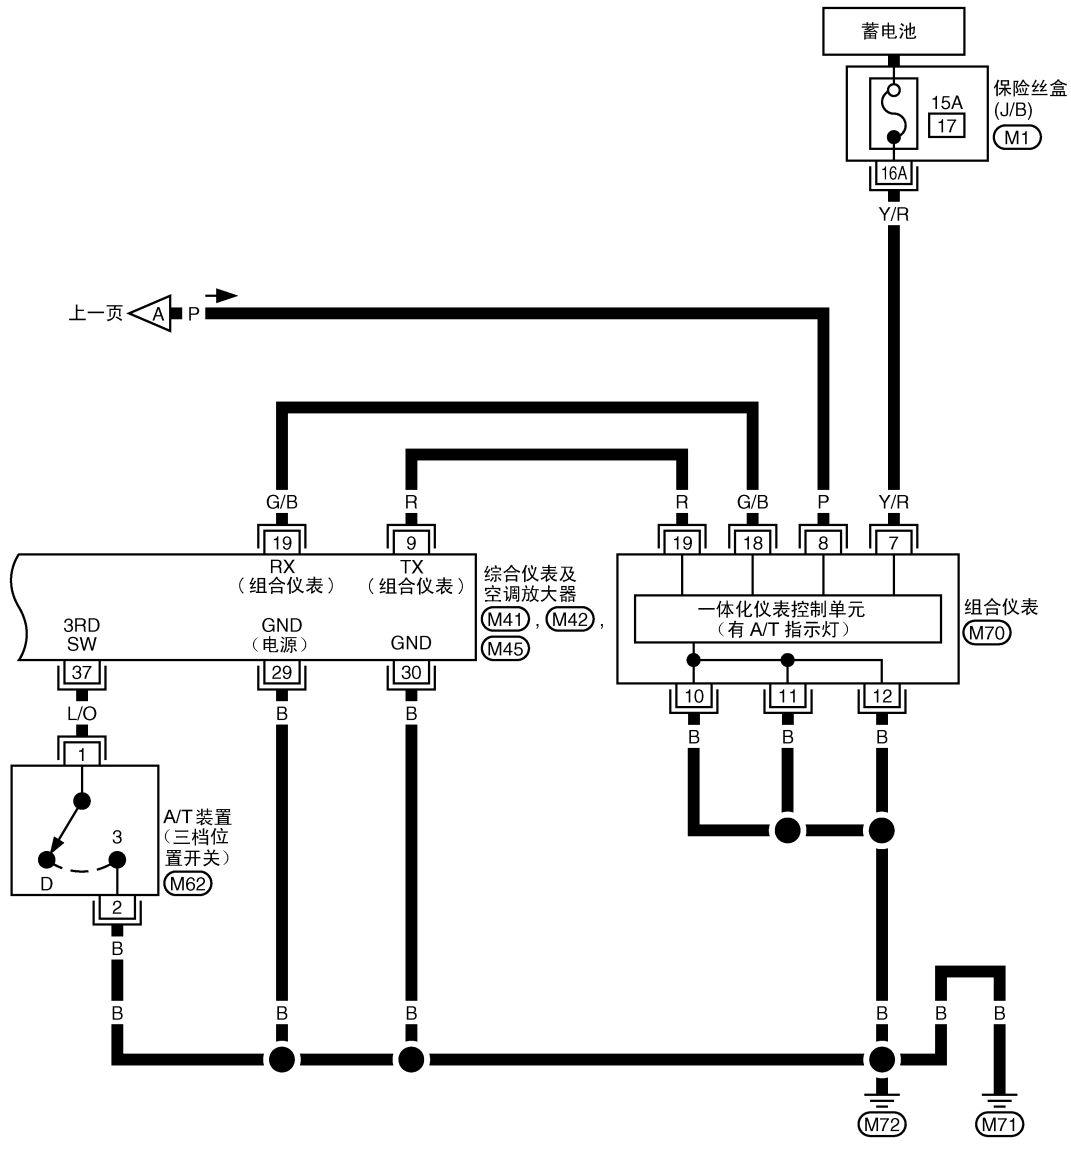 蓄电池
15A
17
保险丝盒
(J/B)
M1
16A
Y/R
上一页 A P
G/B R R G/B P Y/R
19 9 19 18 8 7
RX
(组合仪表)
TX
(组合仪表)
综合仪表及
空调放大器
M41 , M42 ,
M45
一体化仪表控制单元
(有 A/T 指示灯)
组合仪表
M70
3RD
SW
GND
(电源)
GND
37 29 30 10 11 12
L/O B B B B B
1
3
D
A/T 装置
(三档位
置开关)
M62
2
B
B B B B B B
M72 M71